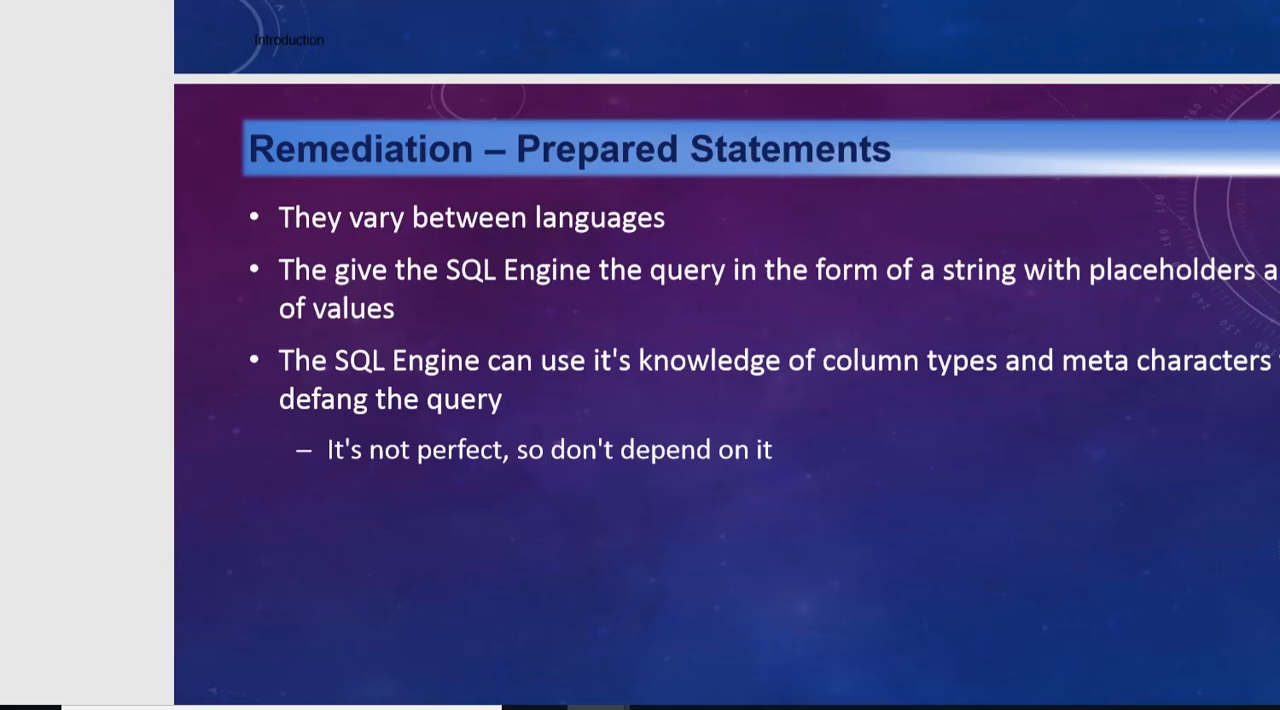 Introduction
Remediation – Prepared Statements
• They vary between languages
• The give the SQL Engine the query in the form of a string with placeholders a
of values
• The SQL Engine can use it's knowledge of column types and meta characters
defang the query
– It's not perfect, so don't depend on it